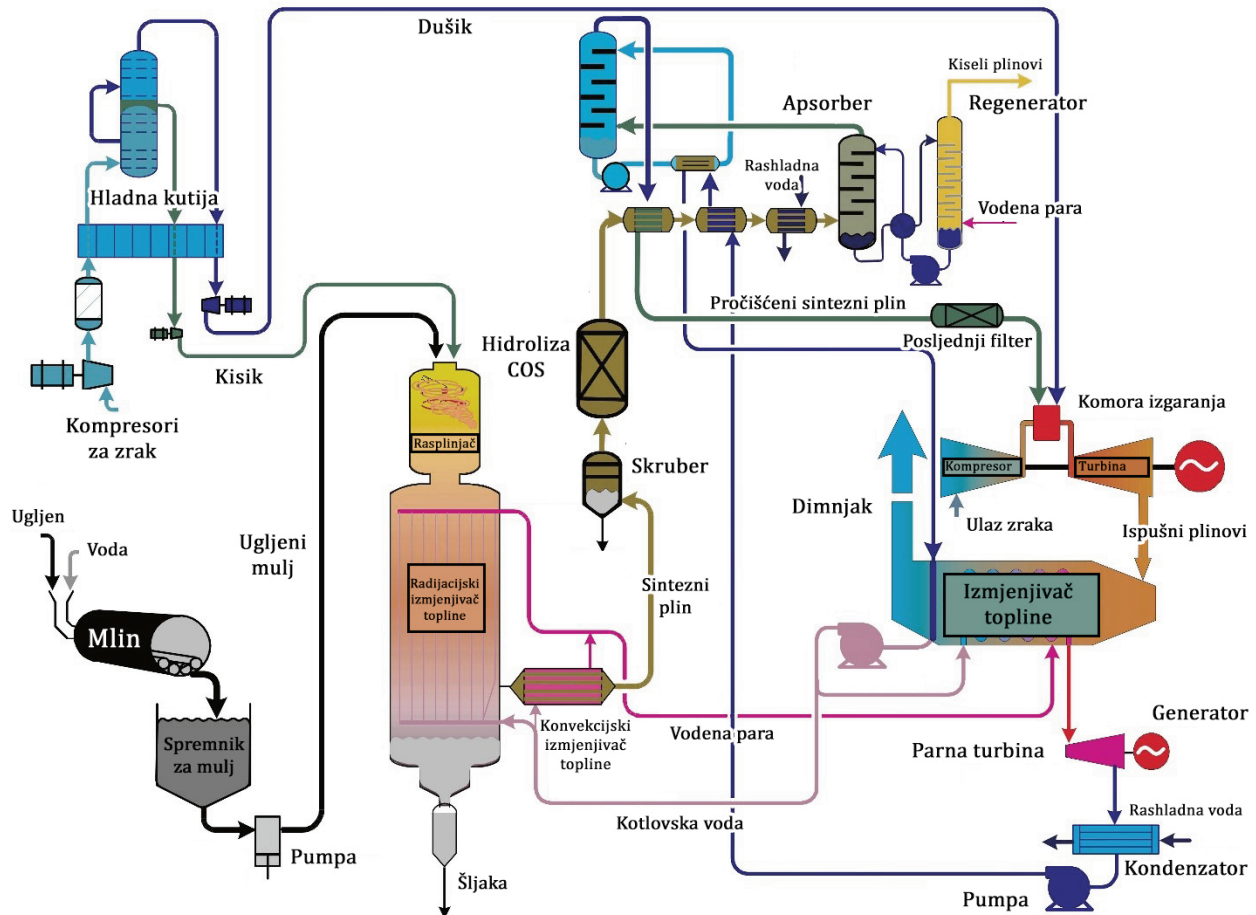 Dušik
Kiseli plinovi
Apsorber
Regenerator
Rashladna
voda
Hladna kutija
Vodena para
Pročišćeni sintezni plin
Posljednji filter
Hidroliza
COS
Kisik
Kompresori
za zrak
Komora izgaranja
Rasplinjač
Skruber
Kompresor
Turbina
Dimnjak
Ulaz zraka
Ispušni plinovi
Ugljen
Voda
Ugljeni
mulj
Radijacijski
izmjenjivač
topline
Sintezni
plin
Izmjenjivač
topline
Mlin
Spremnik
za mulj
Konvekcijski
izmjenjivač
topline
Vodena para
Generator
Parna turbina
Kotlovska voda
Rashladna voda
Kondenzator
Pumpa
Šljaka
Pumpa